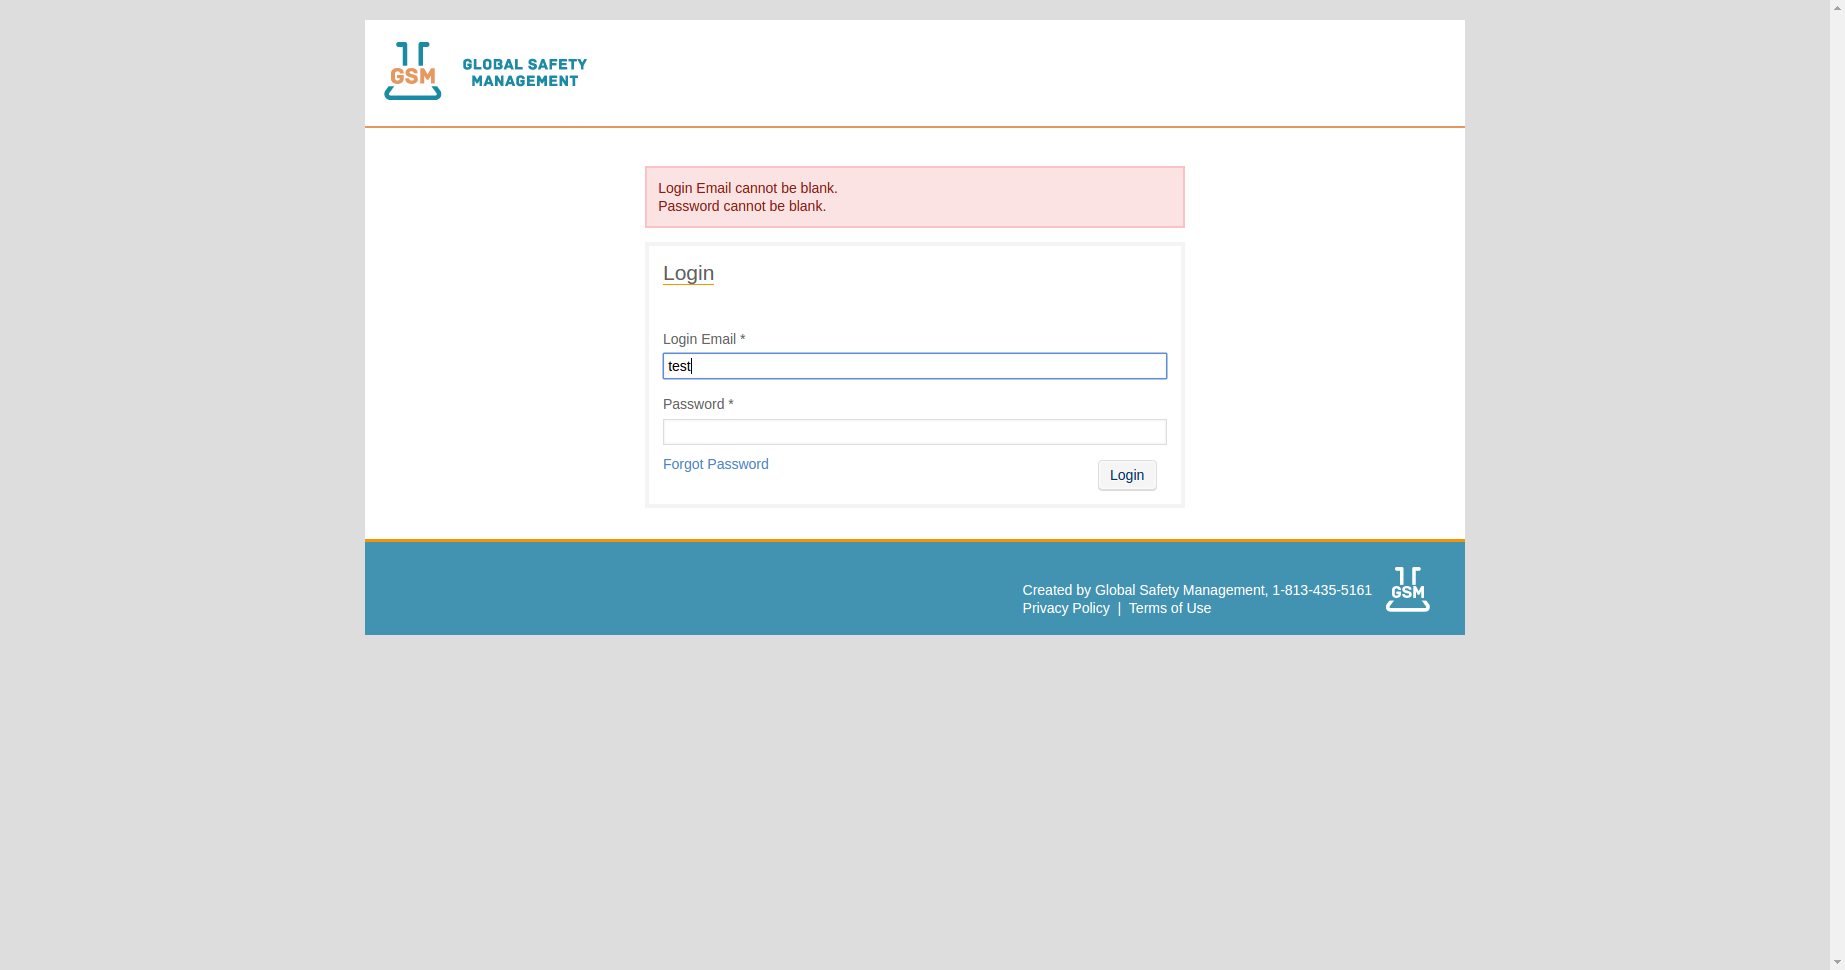 GSM
GLOBAL SAFETY
MANAGEMENT
Login Email cannot be blank.
Password cannot be blank.
Login
Login Email *
test
Password *
Forgot Password
Login
Created by Global Safety Management, 1-813-435-5161
Privacy Policy | Terms of Use
GSM